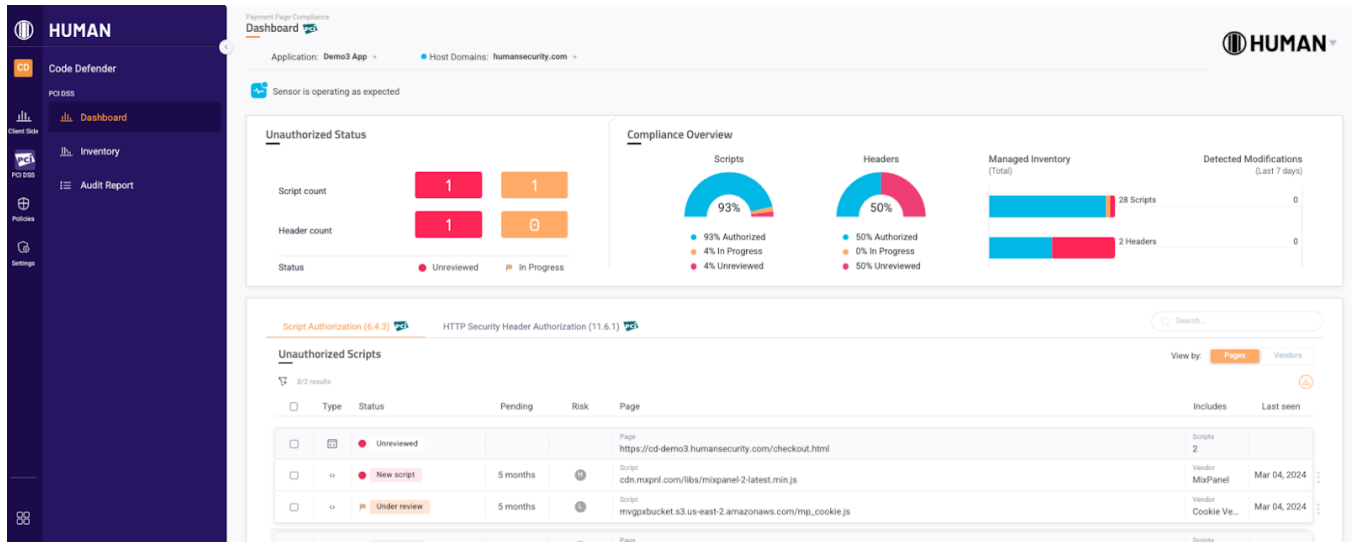 HUMAN
CD
Code Defender
PCI DSS
Client Side
Dashboard
PCI
PCI DSS
Inventory
Audit Report
Policies
Settings
Payment Page Compliance
Dashboard PCI
HUMAN
Application: Demo3 App
Host Domains: humansecurity.com
Sensor is operating as expected
Unauthorized Status
Script count 1 1
Header count 1 0
Status Unreviewed In Progress
Compliance Overview
Scripts
93%
93% Authorized
4% In Progress
4% Unreviewed
Headers
50%
50% Authorized
0% In Progress
50% Unreviewed
Managed Inventory
(Total)
Detected Modifications
(Last 7 days)
28 Scripts 0
2 Headers 0
Script Authorization (6.4.3) PCI
HTTP Security Header Authorization (11.6.1) PCI
Search...
Unauthorized Scripts
View by: Pages Vendors
3/2 results
Type Status Pending Risk Page Includes Last seen
Unreviewed
Page
https://cd-demo3.humansecurity.com/checkout.html
Scripts
2
New script 5 months H
Script
cdn.mxpnl.com/libs/mixpanel-2-latest.min.js
Vendor
MixPanel
Mar 04, 2024
Under review 5 months L
Script
mvgpxbucket.s3.us-east-2.amazonaws.com/mp_cookie.js
Vendor
Cookie Ve...
Mar 04, 2024
Page
Scripts